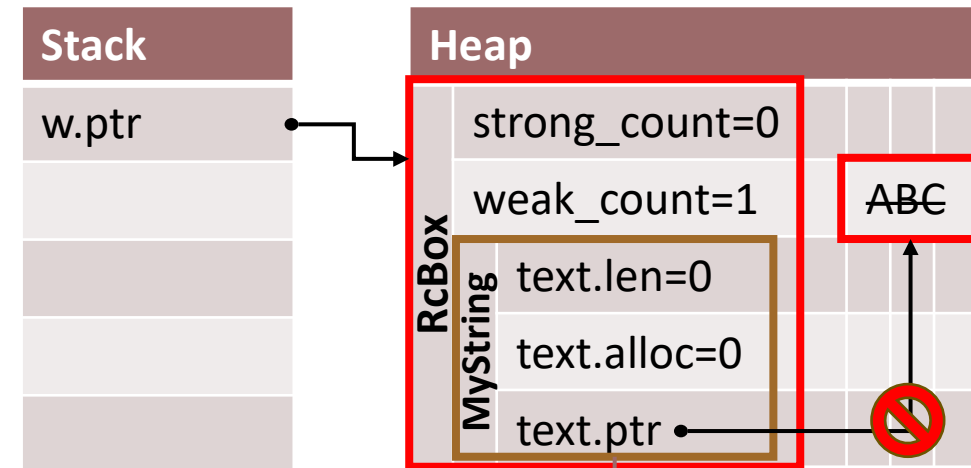 Stack
Heap
w.ptr
RcBox
strong_count=0
weak_count=1
ABC
MyString
text.len=0
text.alloc=0
text.ptr